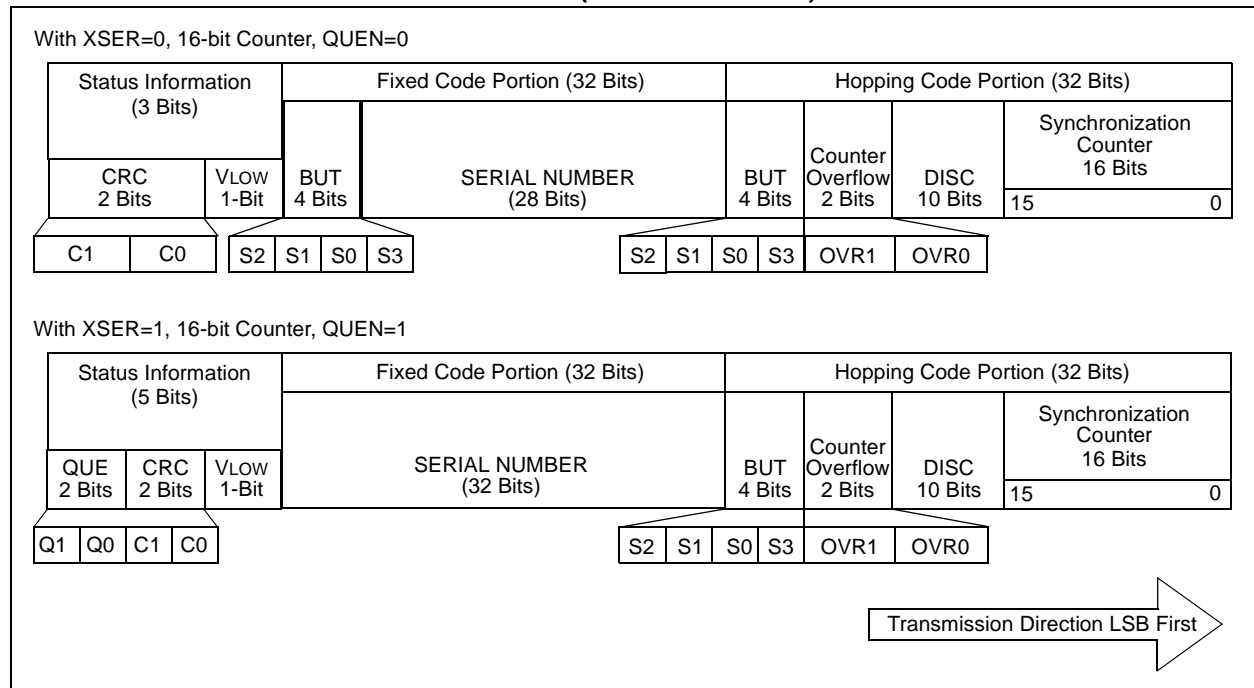 With XSER=0, 16-bit Counter, QUEN=0
Status Information
(3 Bits)
Fixed Code Portion (32 Bits)
Hopping Code Portion (32 Bits)
CRC
2 Bits
VLOW
1-Bit
BUT
4 Bits
SERIAL NUMBER
(28 Bits)
BUT
4 Bits
Counter
Overflow
2 Bits
DISC
10 Bits
Synchronization
Counter
16 Bits
15 0
C1 C0
S2 S1 S0 S3
S2 S1 S0 S3 OVR1 OVR0
With XSER=1, 16-bit Counter, QUEN=1
Status Information
(5 Bits)
Fixed Code Portion (32 Bits)
Hopping Code Portion (32 Bits)
QUE
2 Bits
CRC
2 Bits
VLOW
1-Bit
SERIAL NUMBER
(32 Bits)
BUT
4 Bits
Counter
Overflow
2 Bits
DISC
10 Bits
Synchronization
Counter
16 Bits
15 0
Q1 Q0 C1 C0
S2 S1 S0 S3 OVR1 OVR0
Transmission Direction LSB First